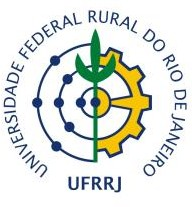 UNIVERSIDADE FEDERAL RURAL DO RIO DE JANEIRO
UFRRJ